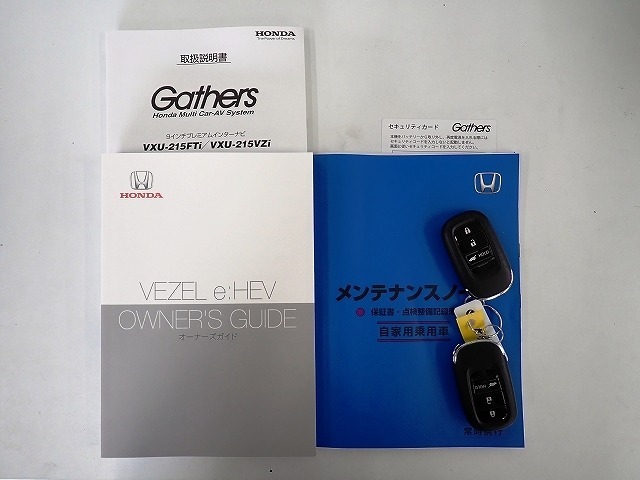 HONDA
The Power of Dreams
取扱説明書
Gathers
Honda Multi Car-AV System
9インチプレミアムインターナビ
VXU-215FTi/VXU-215VZi
セキュリティカード Gathers
HONDA
VEZEL e:HEV
OWNER'S GUIDE
オーナーズガイド
メンテナンスノ
保証書・点検整備記録
自家用乗用車
HOLD
HOLD